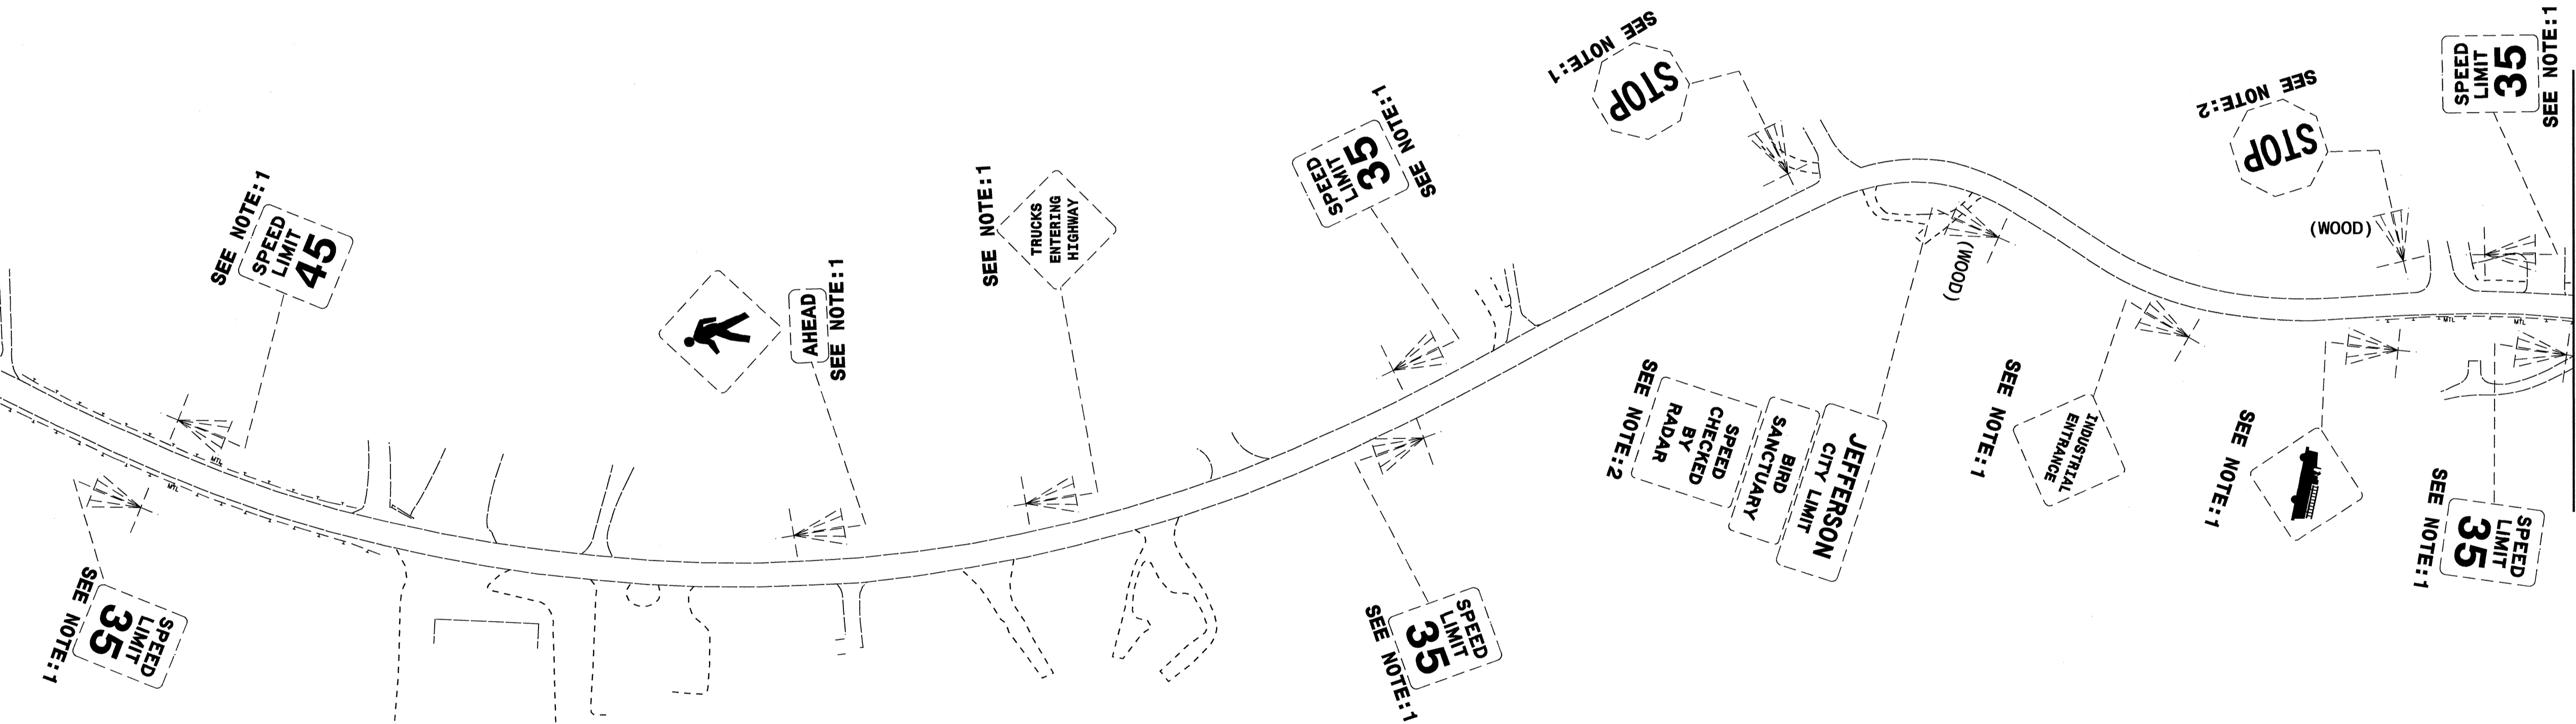 SEE NOTE:1
SPEED
LIMIT
45
MTL
MTL
SPEED
LIMIT
35
SEE NOTE:1
AHEAD
SEE NOTE:1
SEE NOTE:1
TRUCKS
ENTERING
HIGHWAY
SPEED
LIMIT
35
SEE NOTE:1
SPEED
LIMIT
35
SEE NOTE:1
SEE NOTE:1
STOP
(WOOD)
JEFFERSON
CITY LIMIT
BIRD
SANCTUARY
SPEED
CHECKED
BY
RADAR
SEE NOTE:2
INDUSTRIAL
ENTRANCE
SEE NOTE:1
SEE NOTE:2
STOP
(WOOD)
SEE NOTE:1
SPEED
LIMIT
35
SEE NOTE:1
MTL
MTL
SPEED
LIMIT
35
SEE NOTE:1